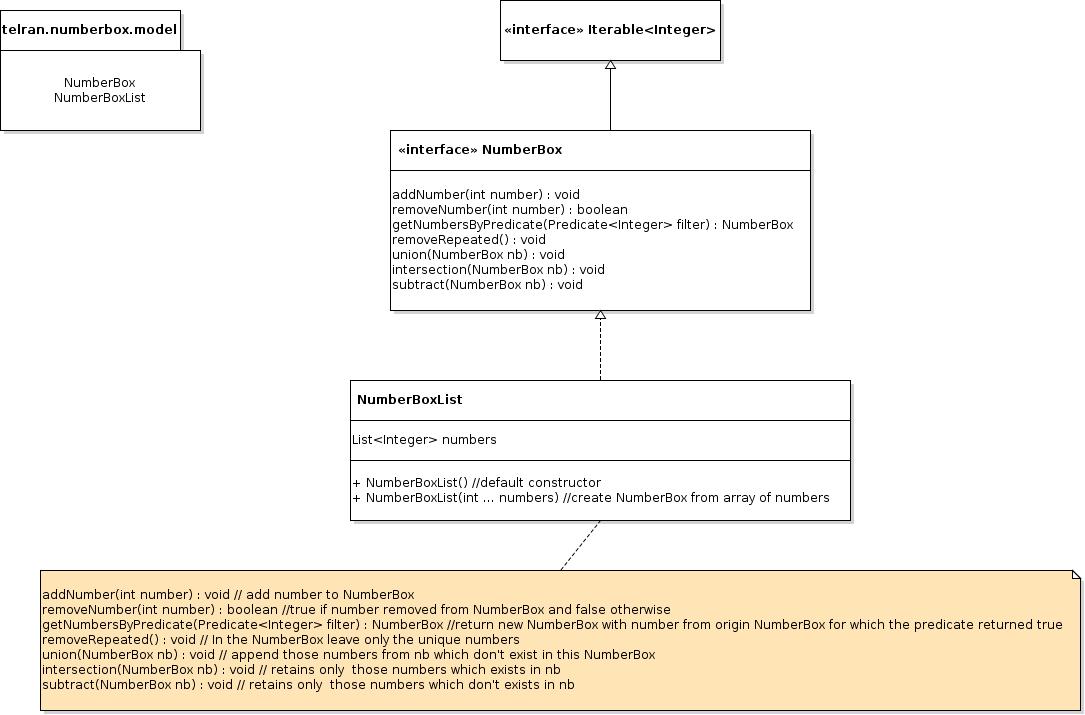 telran.numberbox.model
NumberBox
NumberBoxList
«interface» Iterable<Integer>
«interface» NumberBox
addNumber(int number) : void
removeNumber(int number) : boolean
getNumbersByPredicate(Predicate<Integer> filter) : NumberBox
removeRepeated() : void
union(NumberBox nb) : void
intersection(NumberBox nb) : void
subtract(NumberBox nb) : void
NumberBoxList
List<Integer> numbers
+ NumberBoxList() //default constructor
+ NumberBoxList(int ... numbers) //create NumberBox from array of numbers
addNumber(int number) : void // add number to NumberBox
removeNumber(int number) : boolean //true if number removed from NumberBox and false otherwise
getNumbersByPredicate(Predicate<Integer> filter) : NumberBox //return new NumberBox with number from origin NumberBox for which the predicate returned true
removeRepeated() : void // In the NumberBox leave only the unique numbers
union(NumberBox nb) : void // append those numbers from nb which don't exist in this NumberBox
intersection(NumberBox nb) : void // retains only  those numbers which exists in nb
subtract(NumberBox nb) : void // retains only  those numbers which don't exists in nb